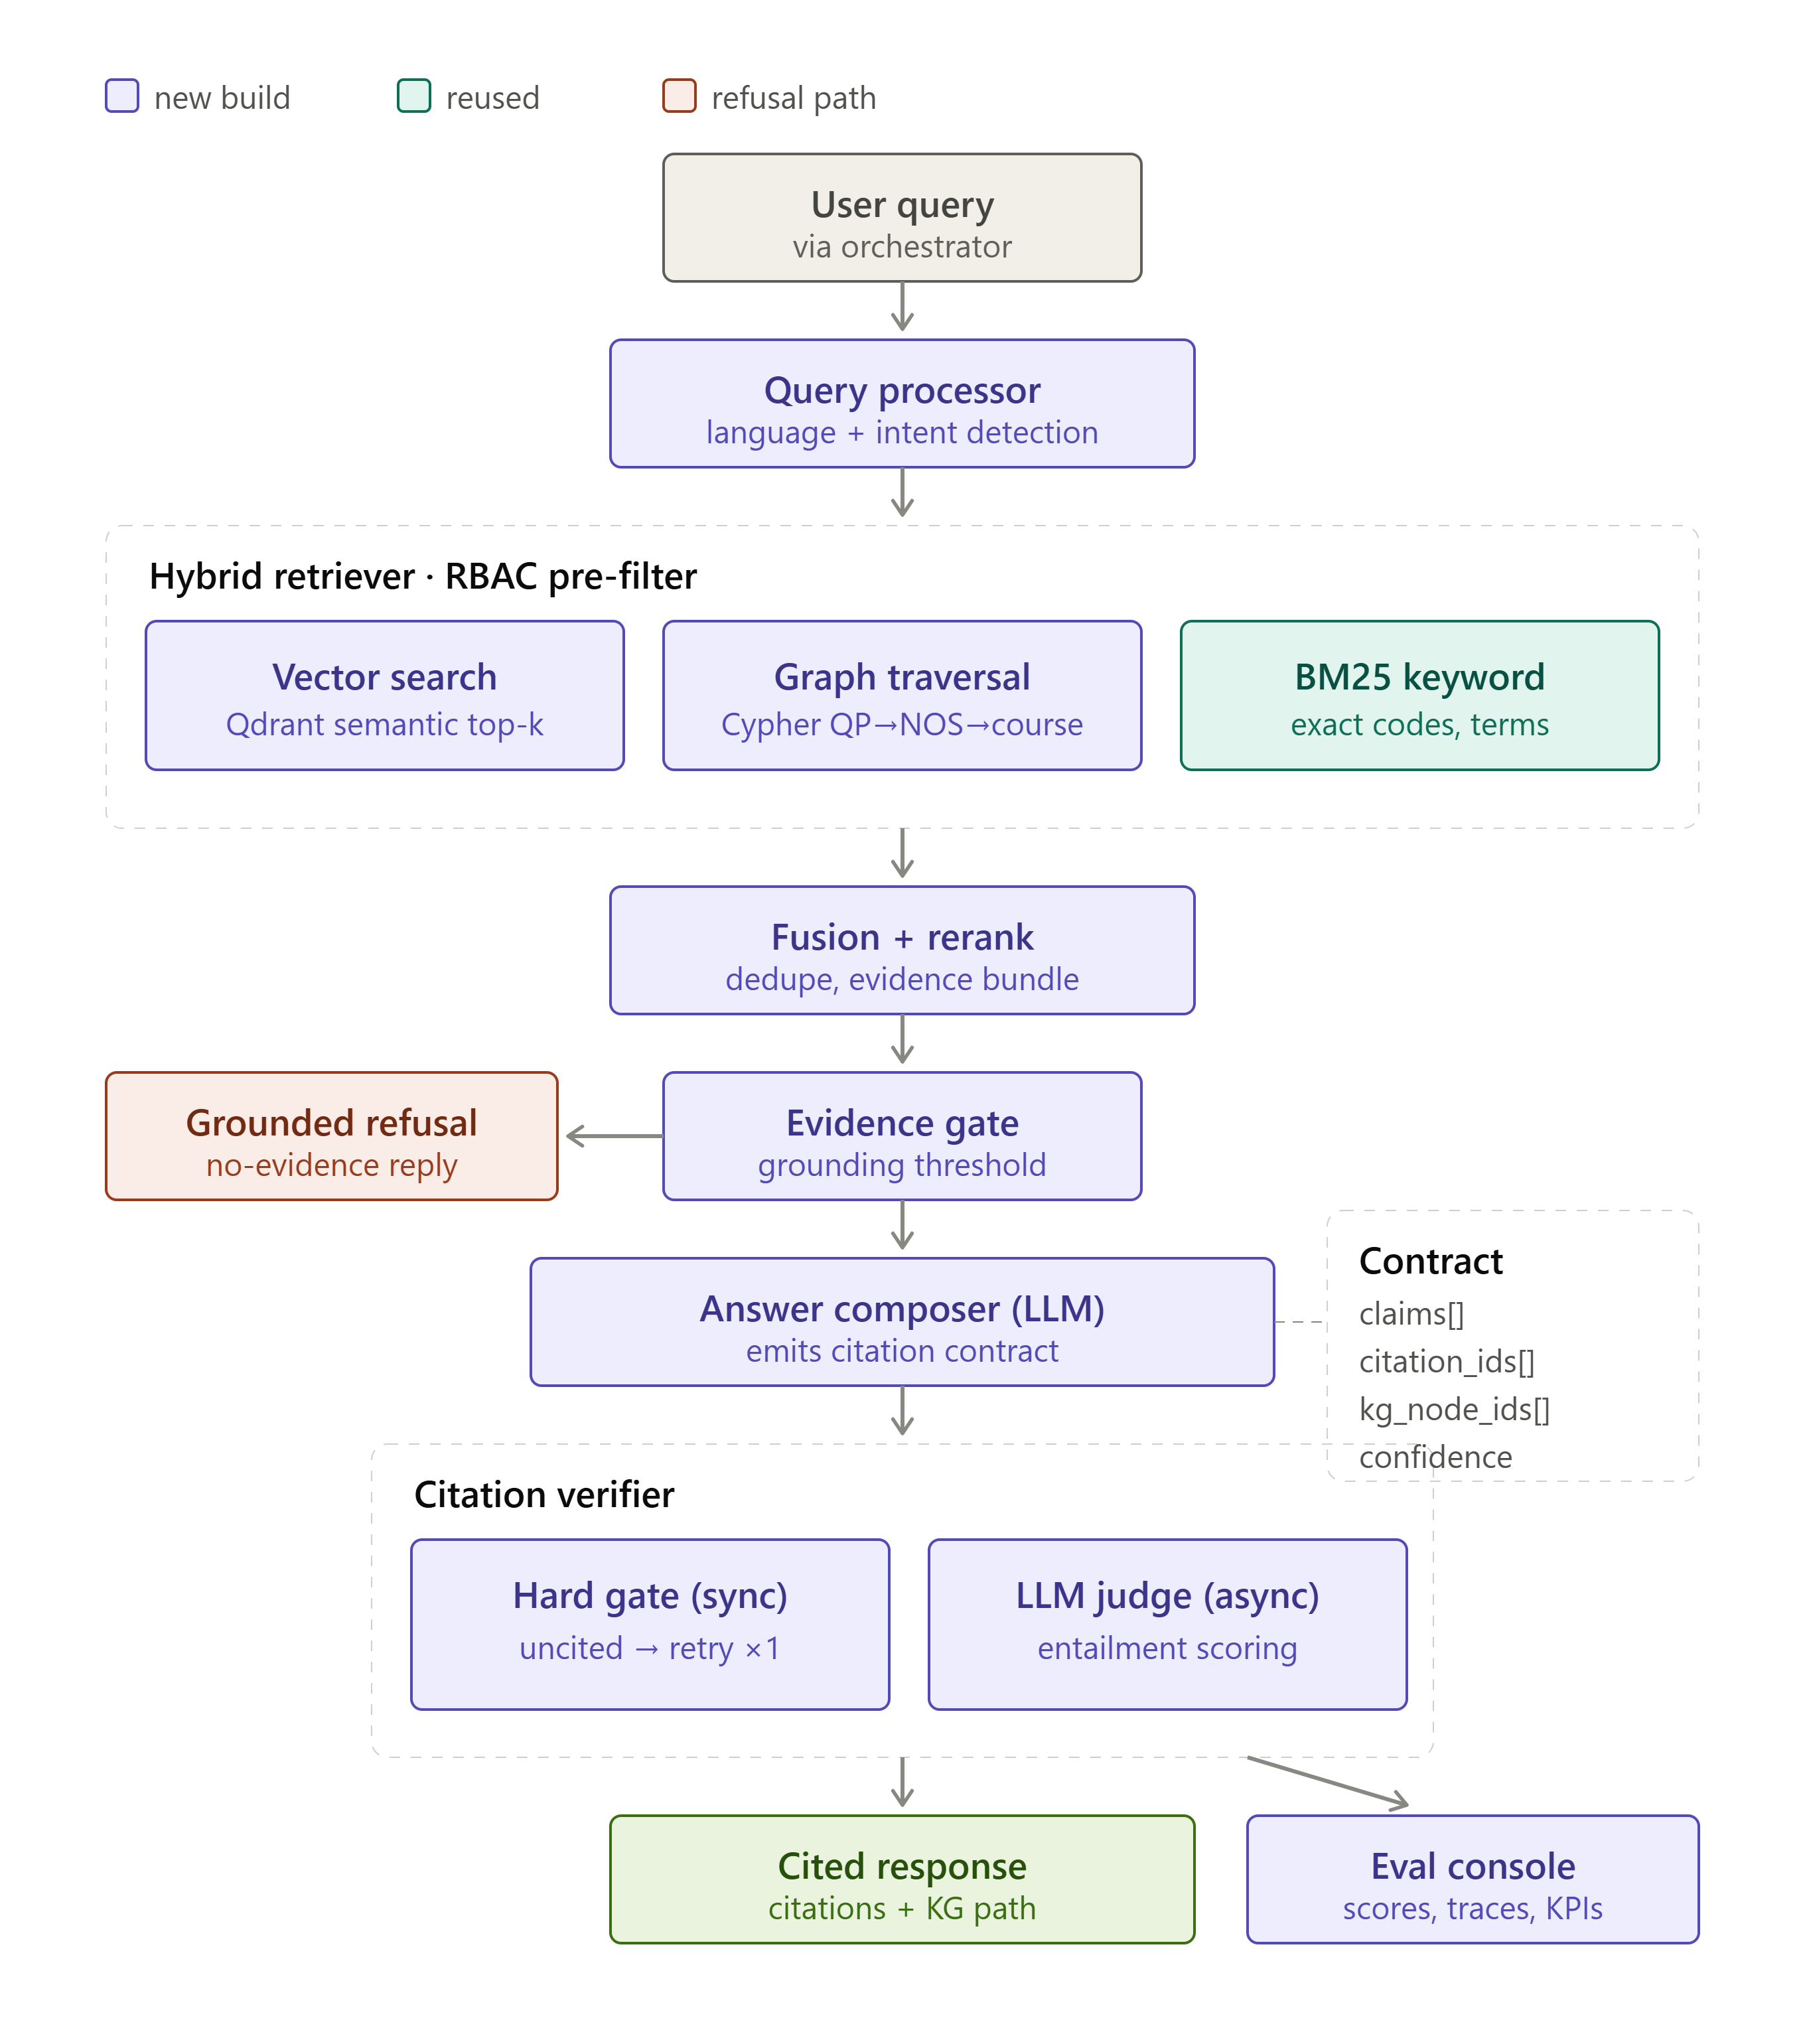 new build
reused
refusal path
User query
via orchestrator
Query processor
language + intent detection
Hybrid retriever · RBAC pre-filter
Vector search
Qdrant semantic top-k
Graph traversal
Cypher QP→NOS→course
BM25 keyword
exact codes, terms
Fusion + rerank
dedupe, evidence bundle
Grounded refusal
no-evidence reply
Evidence gate
grounding threshold
Answer composer (LLM)
emits citation contract
Contract
claims[]
citation_ids[]
kg_node_ids[]
confidence
Citation verifier
Hard gate (sync)
uncited → retry ×1
LLM judge (async)
entailment scoring
Cited response
citations + KG path
Eval console
scores, traces, KPIs